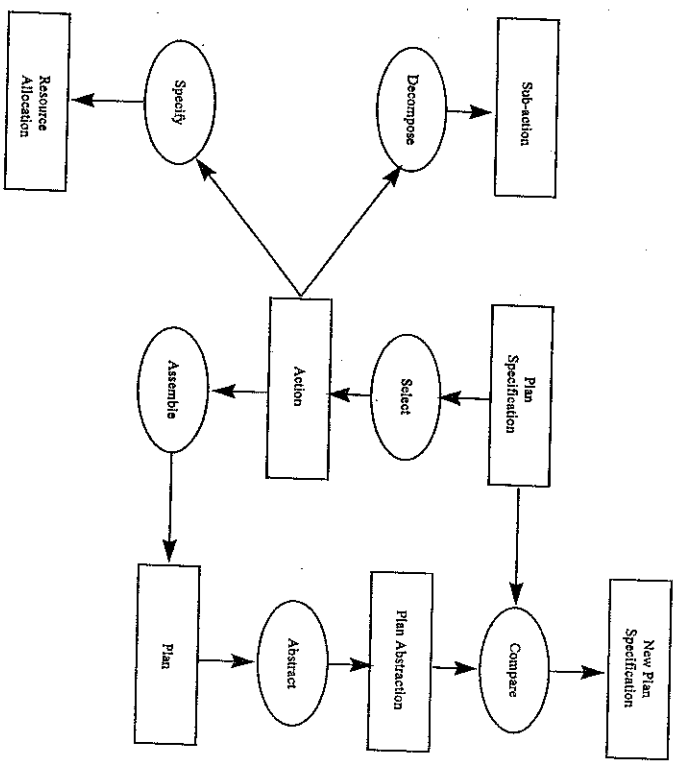 New Plan
Specification
Sub-action
Plan
Specification
Compare
Decompose
Select
Plan Abstraction
Action
Abstract
Specify
Assemble
Plan
Resource
Allocation